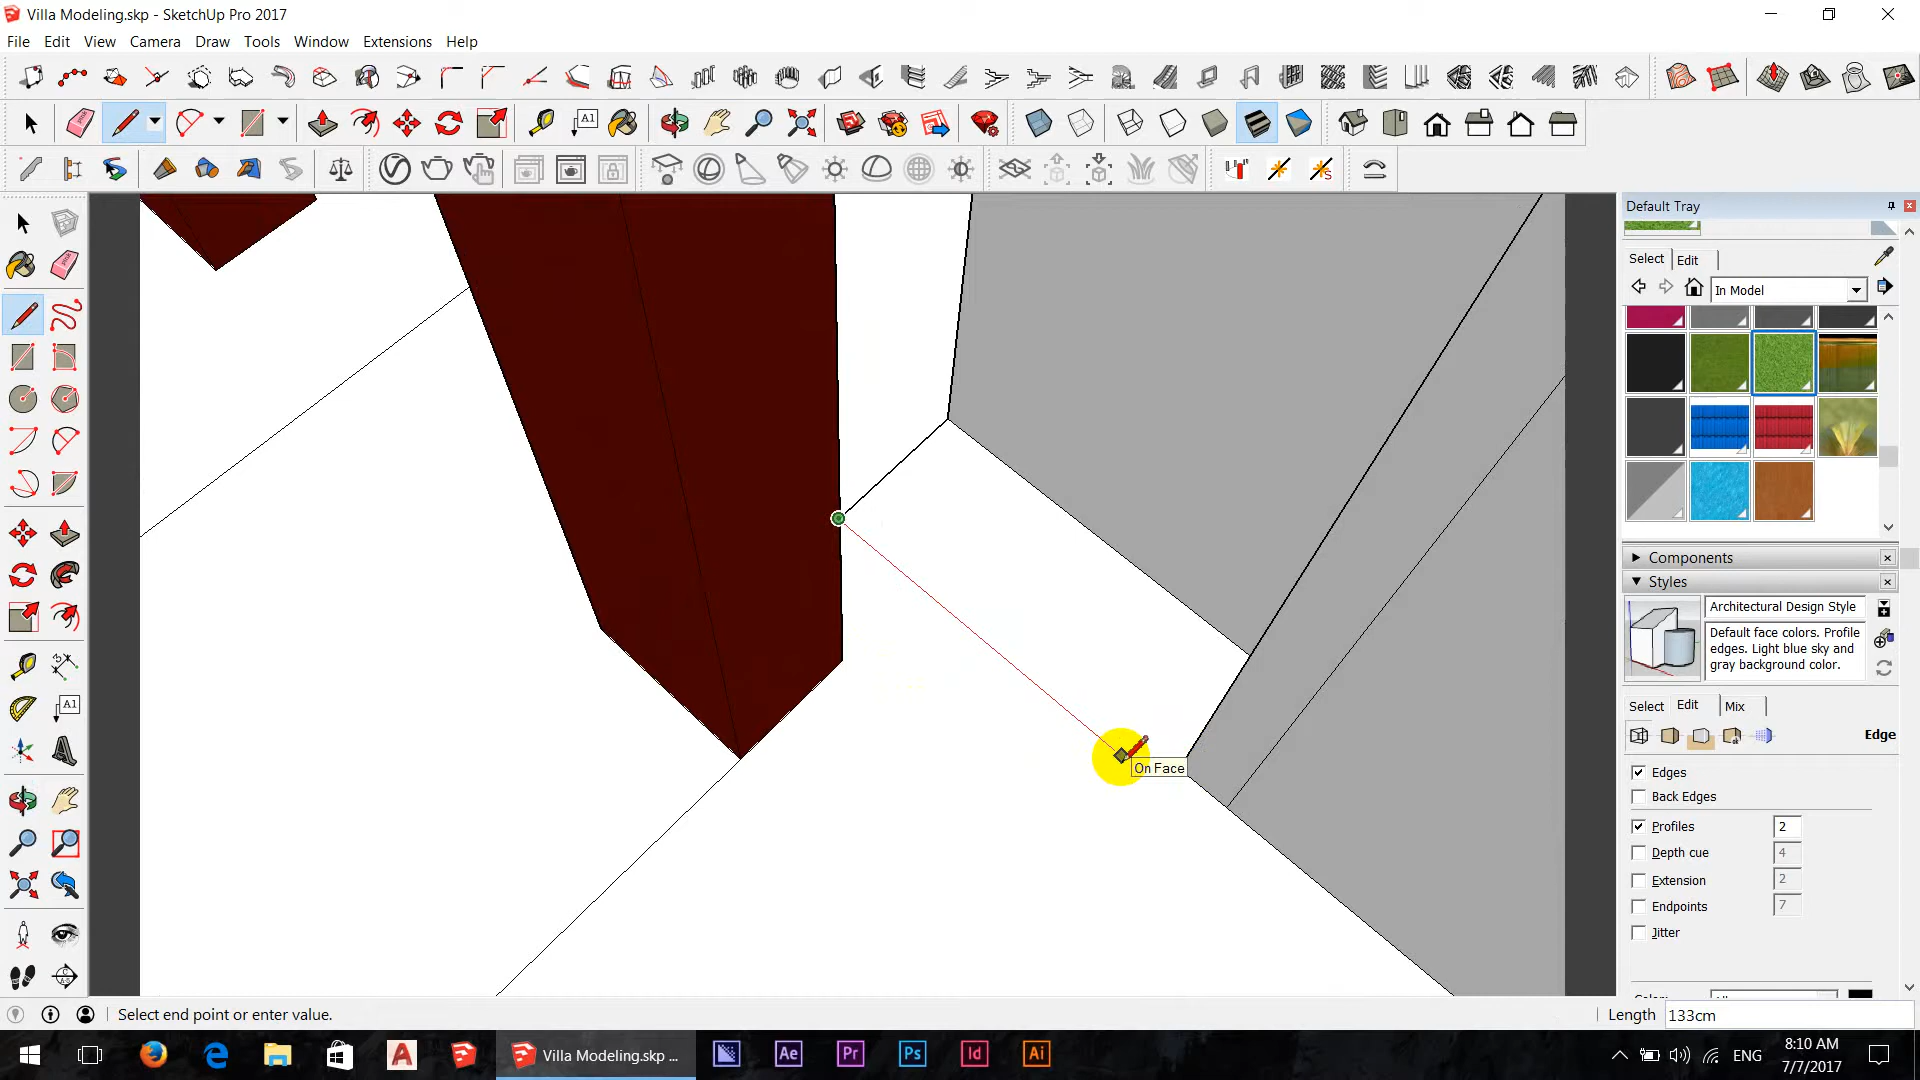 Villa Modeling.skp - SketchUp Pro 2017
File Edit View Camera Draw Tools Window Extensions Help
A1
Default Tray
Select Edit
In Model
Components
Styles
Architectural Design Style
Default face colors. Profile
edges. Light blue sky and
gray background color.
A1
Select Edit Mix
Edge
On Face
Edges
Back Edges
Profiles 2
Depth cue 4
Extension 2
Endpoints 7
Jitter
Select end point or enter value.
Length 133cm
Villa Modeling.skp ...
Ae Pr Ps Id Ai
ENG
8:10 AM
7/7/2017